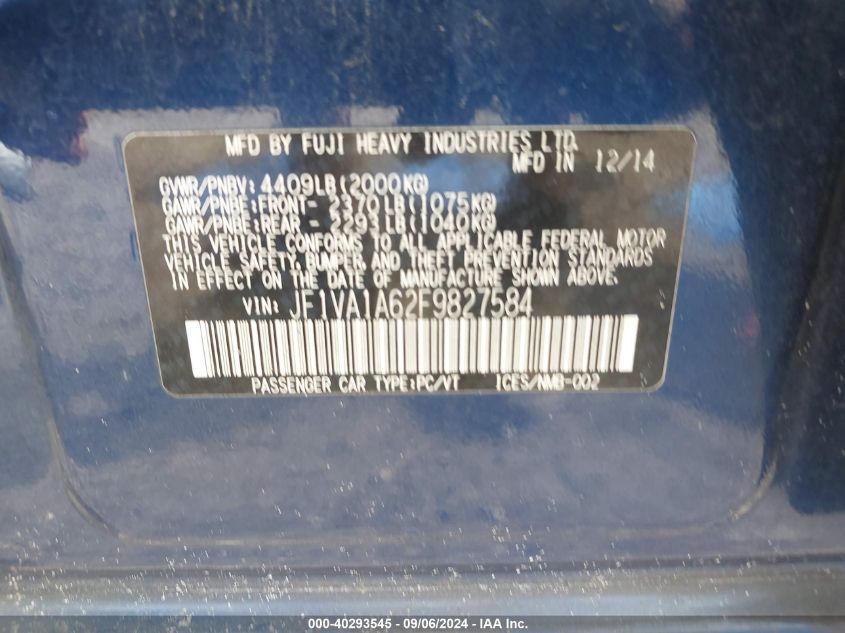 MFD BY FUJI HEAVY INDUSTRIES LTD.
MFD IN 12/14
GVWR/PNBV: 4409LB(2000KG)
GAWR/PNBE:FRONT- 2370LB(1075KG)
GAWR/PNBE:REAR - 2293LB(1040KG)
THIS VEHICLE CONFORMS TO ALL APPLICABLE FEDERAL MOTOR
VEHICLE SAFETY, BUMPER, AND THEFT PREVENTION STANDARDS
IN EFFECT ON THE DATE OF MANUFACTURE SHOWN ABOVE.
VIN: JF1VA1A62F9827584
PASSENGER CAR TYPE:PC/VT ICES/NMB-002
000-40293545 - 09/06/2024 - IAA Inc.